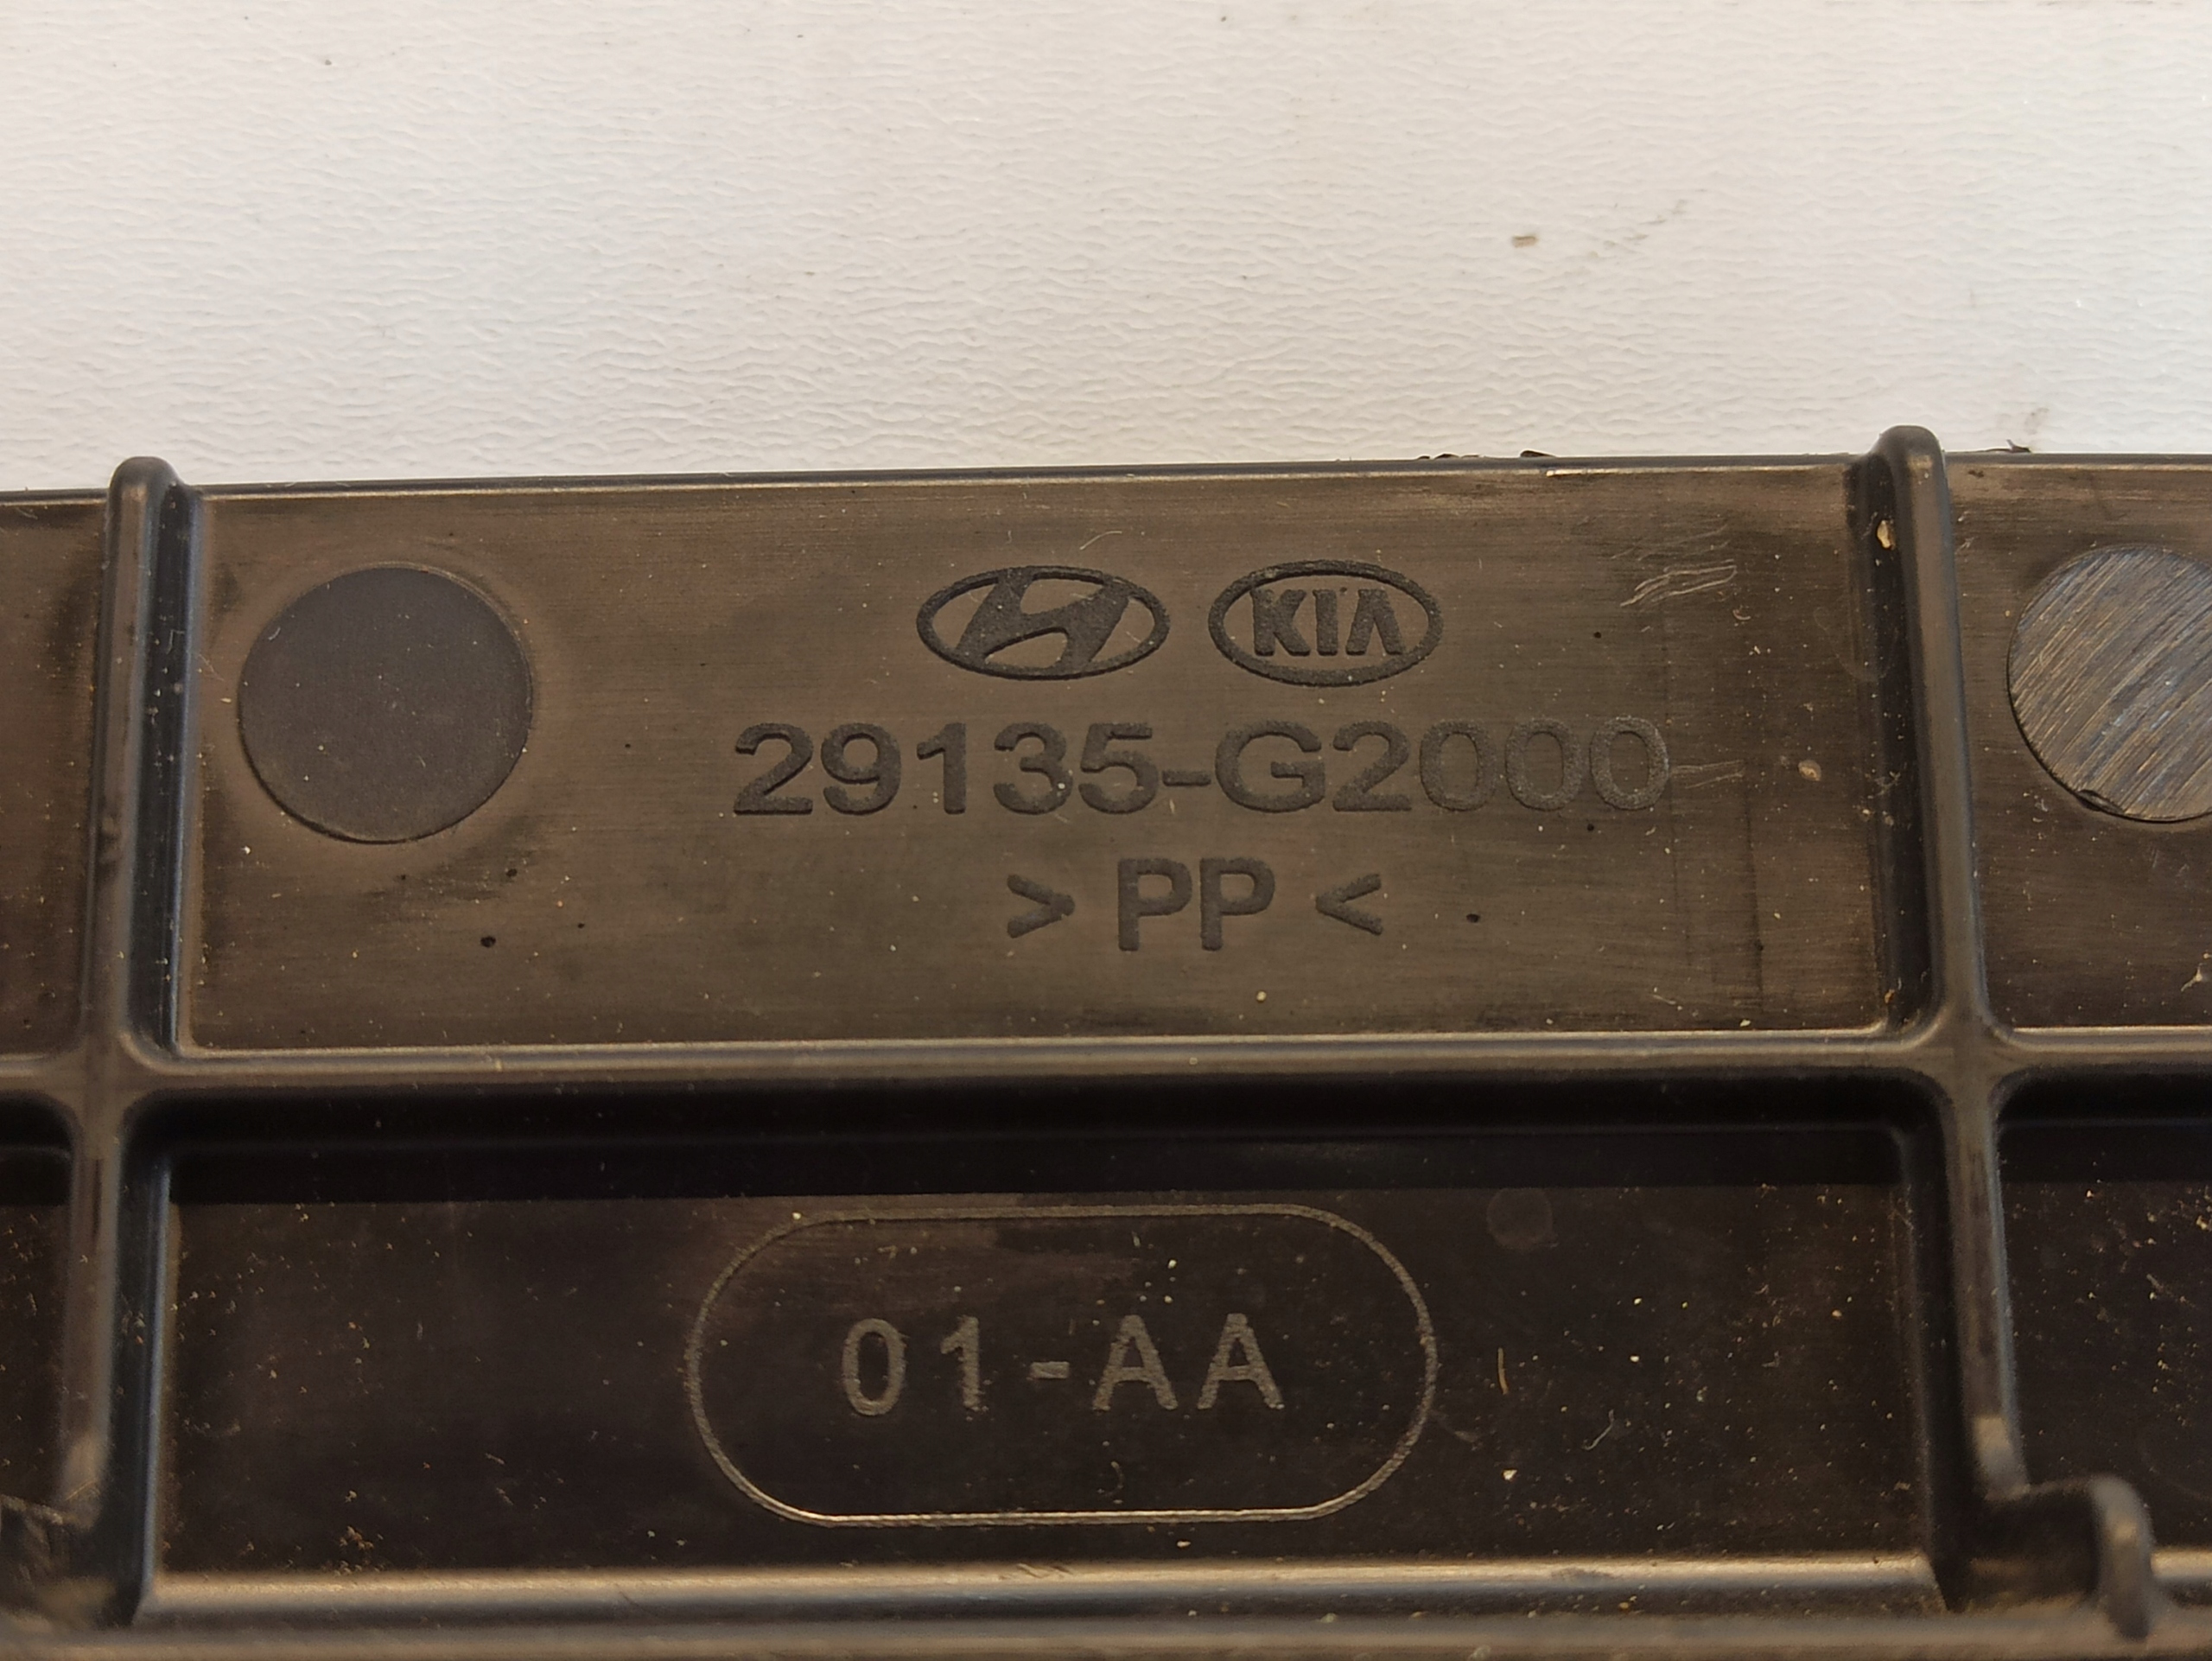 KIA
29135-G2000
> PP <
01-AA